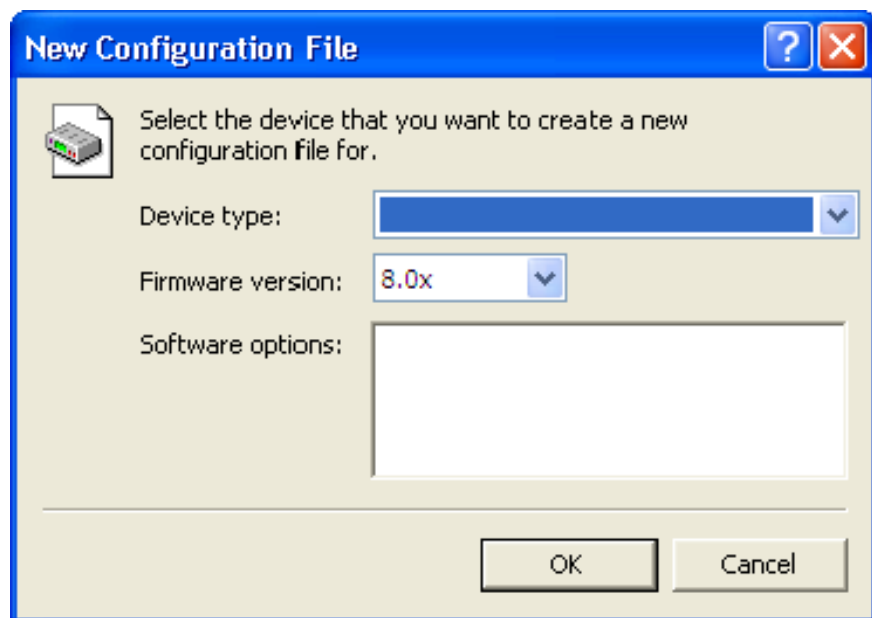 New Configuration File
?
Select the device that you want to create a new
configuration file for.
Device type:
Firmware version: 8.0x
Software options:
OK Cancel